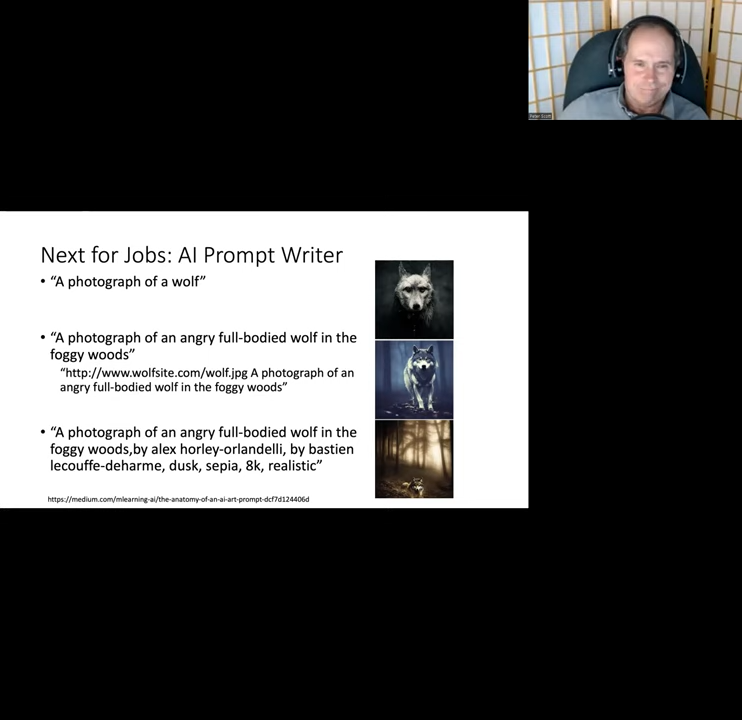 Peter Scott
Next for Jobs: AI Prompt Writer
• “A photograph of a wolf”
• “A photograph of an angry full-bodied wolf in the
foggy woods”
“http://www.wolfsite.com/wolf.jpg A photograph of an
angry full-bodied wolf in the foggy woods”
• “A photograph of an angry full-bodied wolf in the
foggy woods,by alex horley-orlandelli, by bastien
lecouffe-deharme, dusk, sepia, 8k, realistic”
https://medium.com/mlearning-ai/the-anatomy-of-an-ai-art-prompt-dcf7d124406d